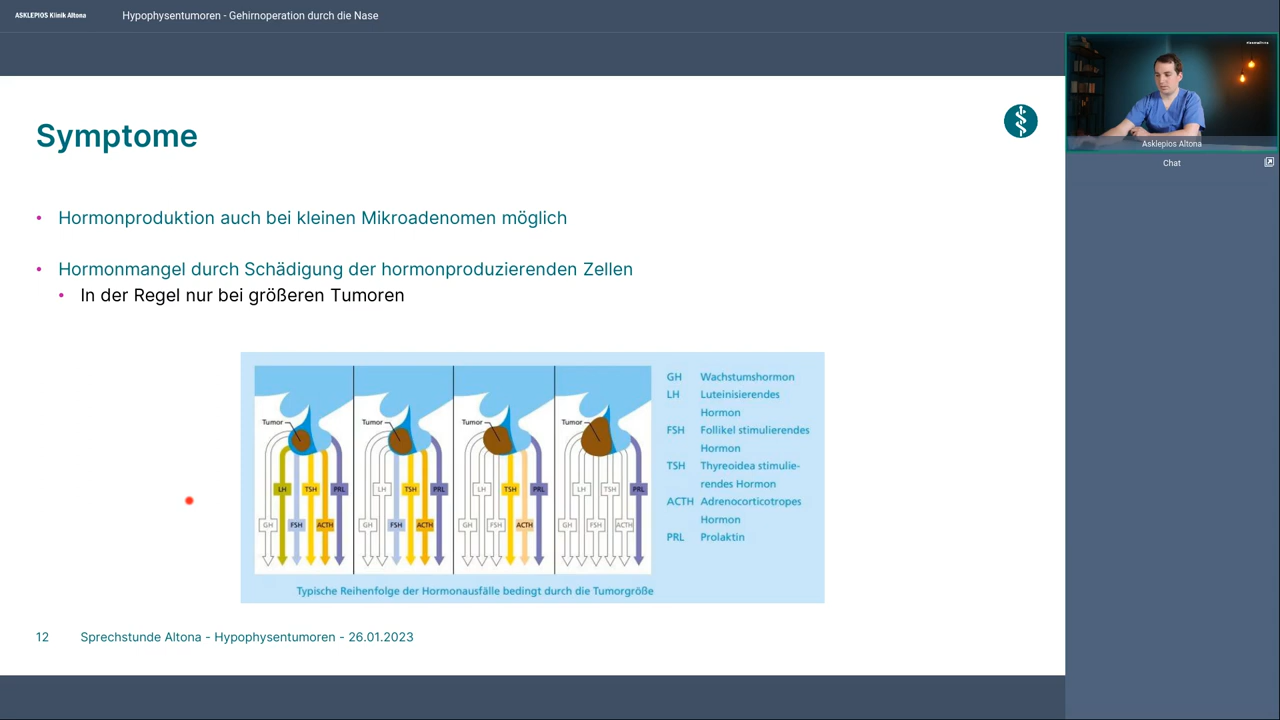 ASKLEPIOS Klinik Altona
Hypophysentumoren - Gehirnoperation durch die Nase
Asklepios Altona
Chat
Symptome
• Hormonproduktion auch bei kleinen Mikroadenomen möglich
• Hormonmangel durch Schädigung der hormonproduzierenden Zellen
• In der Regel nur bei größeren Tumoren
Tumor Tumor Tumor Tumor
LH TSH PRL LH TSH PRL LH TSH PRL LH TSH PRL
GH FSH ACTH GH FSH ACTH GH FSH ACTH GH FSH ACTH
GH Wachstumshormon
LH Luteinisierendes
Hormon
FSH Follikel stimulierendes
Hormon
TSH Thyreoidea stimulie-
rendes Hormon
ACTH Adrenocorticotropes
Hormon
PRL Prolaktin
Typische Reihenfolge der Hormonausfälle bedingt durch die Tumorgröße
12 Sprechstunde Altona - Hypophysentumoren - 26.01.2023